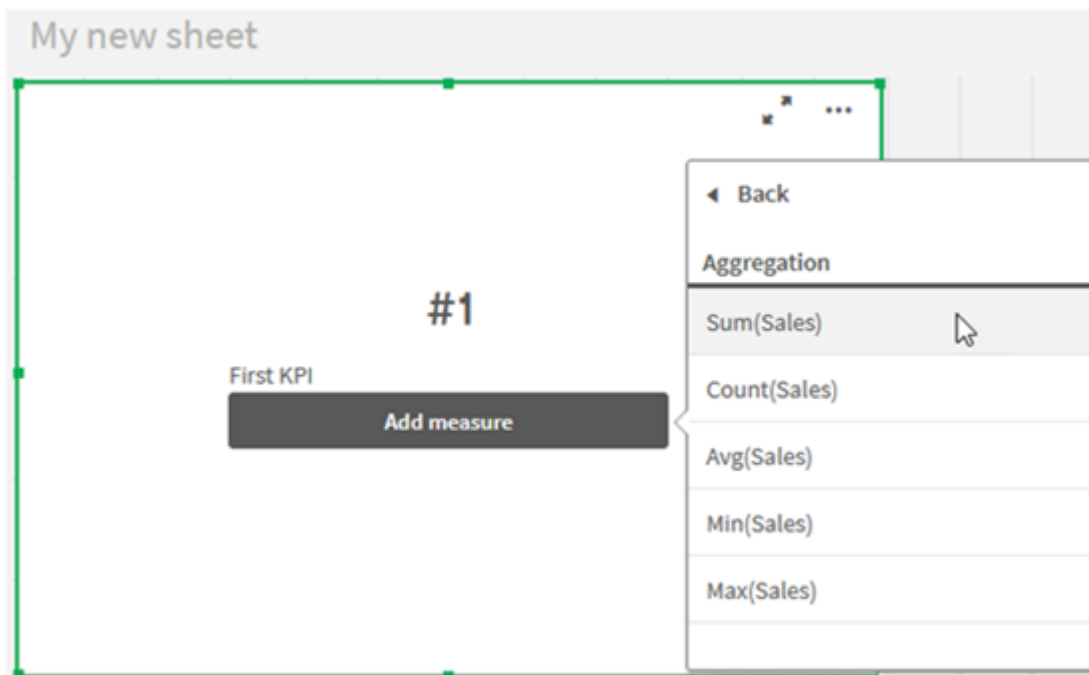 My new sheet
Back
Aggregation
#1
Sum(Sales)
First KPI
Count(Sales)
Add measure
Avg(Sales)
Min(Sales)
Max(Sales)